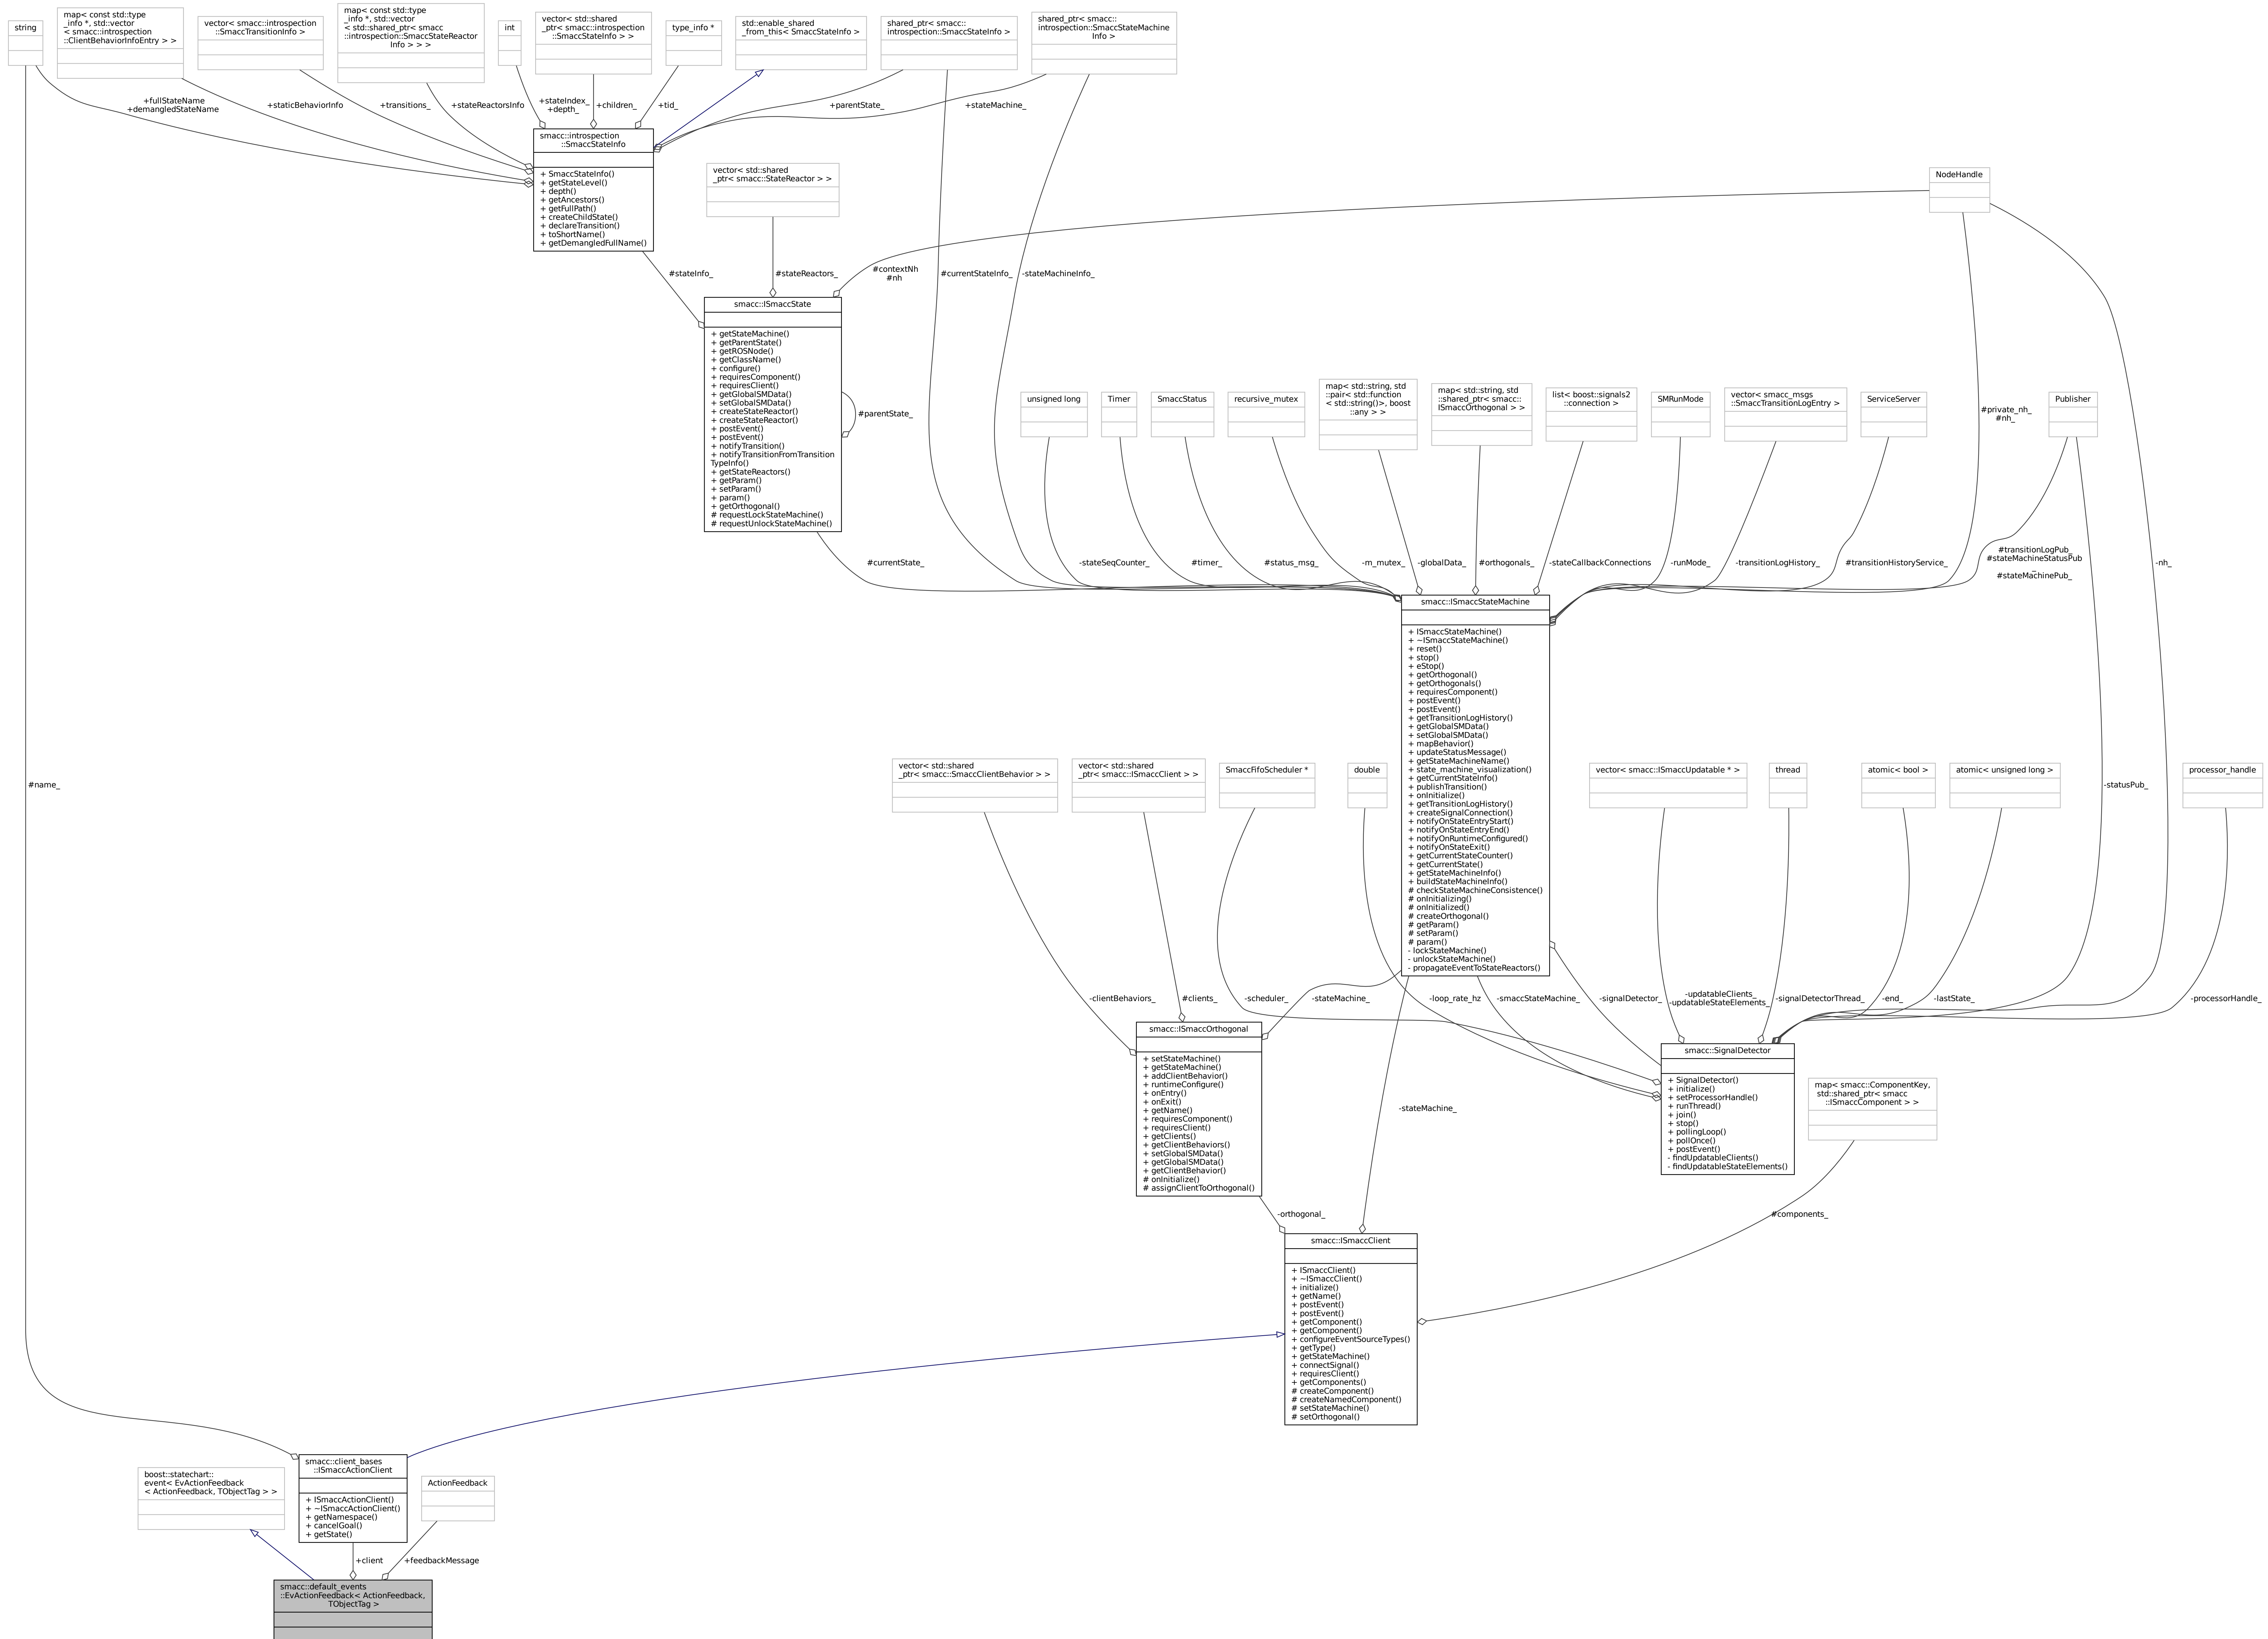 string
map< const std::type
_info *, std::vector
< smacc::introspection
::ClientBehaviorInfoEntry > >
vector< smacc::introspection
::SmaccTransitionInfo >
map< const std::type
_info *, std::vector
< std::shared_ptr< smacc
::introspection::SmaccStateReactor
Info > > >
int
vector< std::shared
_ptr< smacc::introspection
::SmaccStateInfo > >
type_info *
std::enable_shared
_from_this< SmaccStateInfo >
shared_ptr< smacc::
introspection::SmaccStateInfo >
shared_ptr< smacc::
introspection::SmaccStateMachine
Info >
+fullStateName
+demangledStateName
+staticBehaviorInfo
+transitions_
+stateReactorsInfo
+stateIndex_
+depth_
+children_
+tid_
+parentState_
+stateMachine_
smacc::introspection
::SmaccStateInfo
+ SmaccStateInfo()
+ getStateLevel()
+ depth()
+ getAncestors()
+ getFullPath()
+ createChildState()
+ declareTransition()
+ toShortName()
+ getDemangledFullName()
vector< std::shared
_ptr< smacc::StateReactor > >
NodeHandle
#stateInfo_
#stateReactors_
#contextNh
#nh
#currentStateInfo_
-stateMachineInfo_
smacc::ISmaccState
+ getStateMachine()
+ getParentState()
+ getROSNode()
+ getClassName()
+ configure()
+ requiresComponent()
+ requiresClient()
+ getGlobalSMData()
+ setGlobalSMData()
+ createStateReactor()
+ createStateReactor()
+ postEvent()
+ postEvent()
+ notifyTransition()
+ notifyTransitionFromTransition
TypeInfo()
+ getStateReactors()
+ getParam()
+ setParam()
+ param()
+ getOrthogonal()
# requestLockStateMachine()
# requestUnlockStateMachine()
#parentState_
unsigned long
Timer
SmaccStatus
recursive_mutex
map< std::string, std
::pair< std::function
< std::string()>, boost
::any > >
map< std::string, std
::shared_ptr< smacc::
ISmaccOrthogonal > >
list< boost::signals2
::connection >
SMRunMode
vector< smacc_msgs
::SmaccTransitionLogEntry >
ServiceServer
#private_nh_
#nh_
Publisher
#currentState_
-stateSeqCounter_
#timer_
#status_msg_
-m_mutex_
-globalData_
#orthogonals_
-stateCallbackConnections
-runMode_
-transitionLogHistory_
#transitionHistoryService_
#transitionLogPub_
#stateMachineStatusPub
_
#stateMachinePub_
-nh_
smacc::ISmaccStateMachine
+ ISmaccStateMachine()
+ ~ISmaccStateMachine()
+ reset()
+ stop()
+ eStop()
+ getOrthogonal()
+ getOrthogonals()
+ requiresComponent()
+ postEvent()
+ postEvent()
+ getTransitionLogHistory()
+ getGlobalSMData()
+ setGlobalSMData()
+ mapBehavior()
+ updateStatusMessage()
+ getStateMachineName()
+ state_machine_visualization()
+ getCurrentStateInfo()
+ publishTransition()
+ onInitialize()
+ getTransitionLogHistory()
+ createSignalConnection()
+ notifyOnStateEntryStart()
+ notifyOnStateEntryEnd()
+ notifyOnRuntimeConfigured()
+ notifyOnStateExit()
+ getCurrentStateCounter()
+ getCurrentState()
+ getStateMachineInfo()
+ buildStateMachineInfo()
# checkStateMachineConsistence()
# onInitializing()
# onInitialized()
# createOrthogonal()
# getParam()
# setParam()
# param()
- lockStateMachine()
- unlockStateMachine()
- propagateEventToStateReactors()
#name_
vector< std::shared
_ptr< smacc::SmaccClientBehavior > >
vector< std::shared
_ptr< smacc::ISmaccClient > >
SmaccFifoScheduler *
double
vector< smacc::ISmaccUpdatable * >
thread
atomic< bool >
atomic< unsigned long >
-statusPub_
processor_handle
-clientBehaviors_
#clients_
-scheduler_
-stateMachine_
-loop_rate_hz
-smaccStateMachine_
-signalDetector_
-updatableClients_
-updatableStateElements_
-signalDetectorThread_
-end_
-lastState_
-processorHandle_
smacc::ISmaccOrthogonal
+ setStateMachine()
+ getStateMachine()
+ addClientBehavior()
+ runtimeConfigure()
+ onEntry()
+ onExit()
+ getName()
+ requiresComponent()
+ requiresClient()
+ getClients()
+ getClientBehaviors()
+ setGlobalSMData()
+ getGlobalSMData()
+ getClientBehavior()
# onInitialize()
# assignClientToOrthogonal()
-stateMachine_
smacc::SignalDetector
+ SignalDetector()
+ initialize()
+ setProcessorHandle()
+ runThread()
+ join()
+ stop()
+ pollingLoop()
+ pollOnce()
+ postEvent()
- findUpdatableClients()
- findUpdatableStateElements()
map< smacc::ComponentKey,
std::shared_ptr< smacc
::ISmaccComponent > >
-orthogonal_
#components_
smacc::ISmaccClient
+ ISmaccClient()
+ ~ISmaccClient()
+ initialize()
+ getName()
+ postEvent()
+ postEvent()
+ getComponent()
+ getComponent()
+ configureEventSourceTypes()
+ getType()
+ getStateMachine()
+ connectSignal()
+ requiresClient()
+ getComponents()
# createComponent()
# createNamedComponent()
# setStateMachine()
# setOrthogonal()
boost::statechart::
event< EvActionFeedback
< ActionFeedback, TObjectTag > >
smacc::client_bases
::ISmaccActionClient
+ ISmaccActionClient()
+ ~ISmaccActionClient()
+ getNamespace()
+ cancelGoal()
+ getState()
ActionFeedback
+client
+feedbackMessage
smacc::default_events
::EvActionFeedback< ActionFeedback,
TObjectTag >